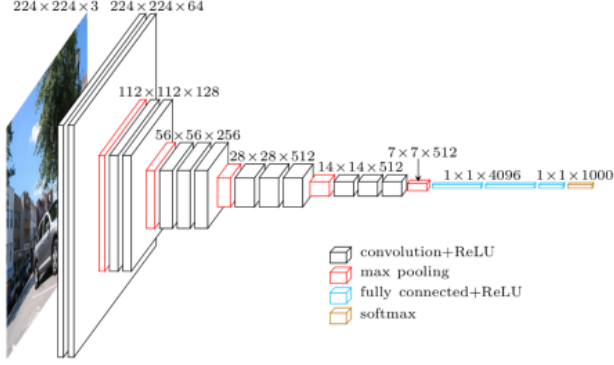 224×224×3
224×224×64
112×112×128
56×56×256
28×28×512
14×14×512
7×7×512
1×1×4096
1×1×1000
convolution+ReLU
max pooling
fully connected+ReLU
softmax